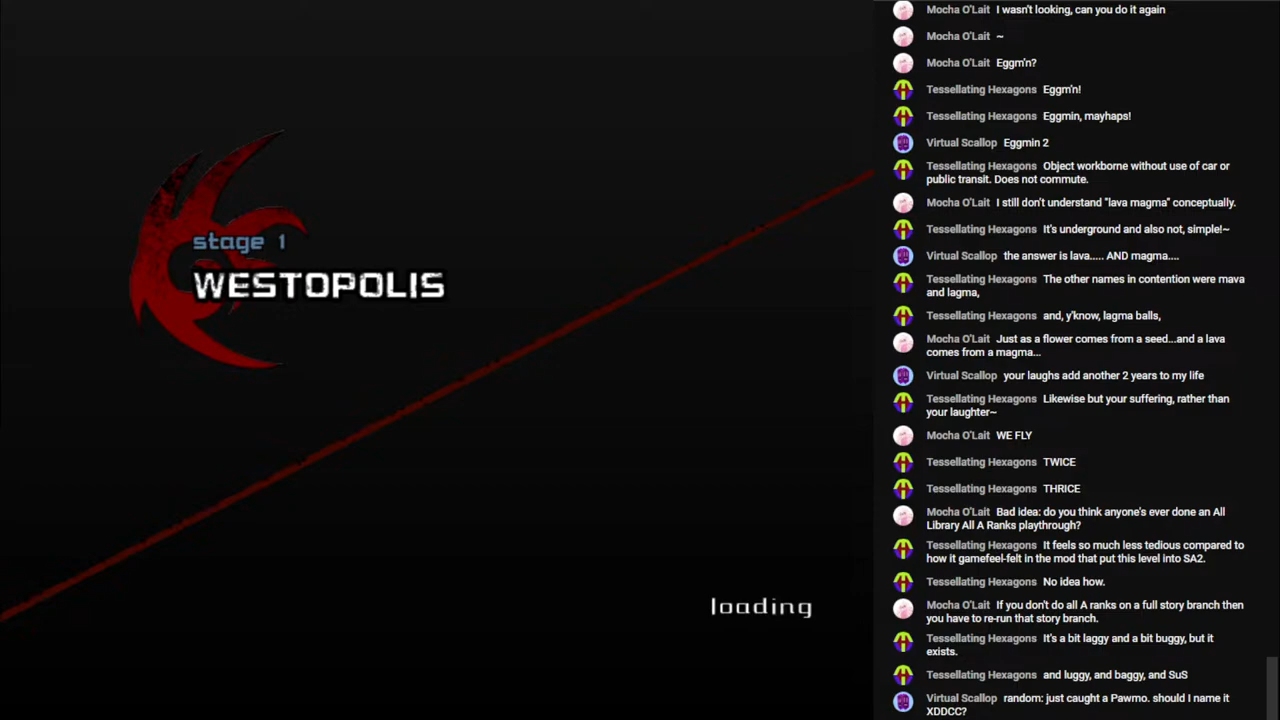 stage 1
WESTOPOLIS
loading
Mocha O'Lait I wasn't looking, can you do it again
Mocha O'Lait ~
Mocha O'Lait Eggm'n?
Tessellating Hexagons Eggm'n!
Tessellating Hexagons Eggmin, mayhaps!
Virtual Scallop Eggmin 2
Tessellating Hexagons Object workborne without use of car or
public transit. Does not commute.
Mocha O'Lait I still don't understand "lava magma" conceptually.
Tessellating Hexagons It's underground and also not, simple!~
Virtual Scallop the answer is lava..... AND magma....
Tessellating Hexagons The other names in contention were mava
and lagma,
Tessellating Hexagons and, y'know, lagma balls,
Mocha O'Lait Just as a flower comes from a seed...and a lava
comes from a magma...
Virtual Scallop your laughs add another 2 years to my life
Tessellating Hexagons Likewise but your suffering, rather than
your laughter~
Mocha O'Lait WE FLY
Tessellating Hexagons TWICE
Tessellating Hexagons THRICE
Mocha O'Lait Bad idea: do you think anyone's ever done an All
Library All A Ranks playthrough?
Tessellating Hexagons It feels so much less tedious compared to
how it gamefeel-felt in the mod that put this level into SA2.
Tessellating Hexagons No idea how.
Mocha O'Lait If you don't do all A ranks on a full story branch then
you have to re-run that story branch.
Tessellating Hexagons It's a bit laggy and a bit buggy, but it
exists.
Tessellating Hexagons and luggy, and baggy, and SuS
Virtual Scallop random: just caught a Pawmo. should I name it
XDDCC?